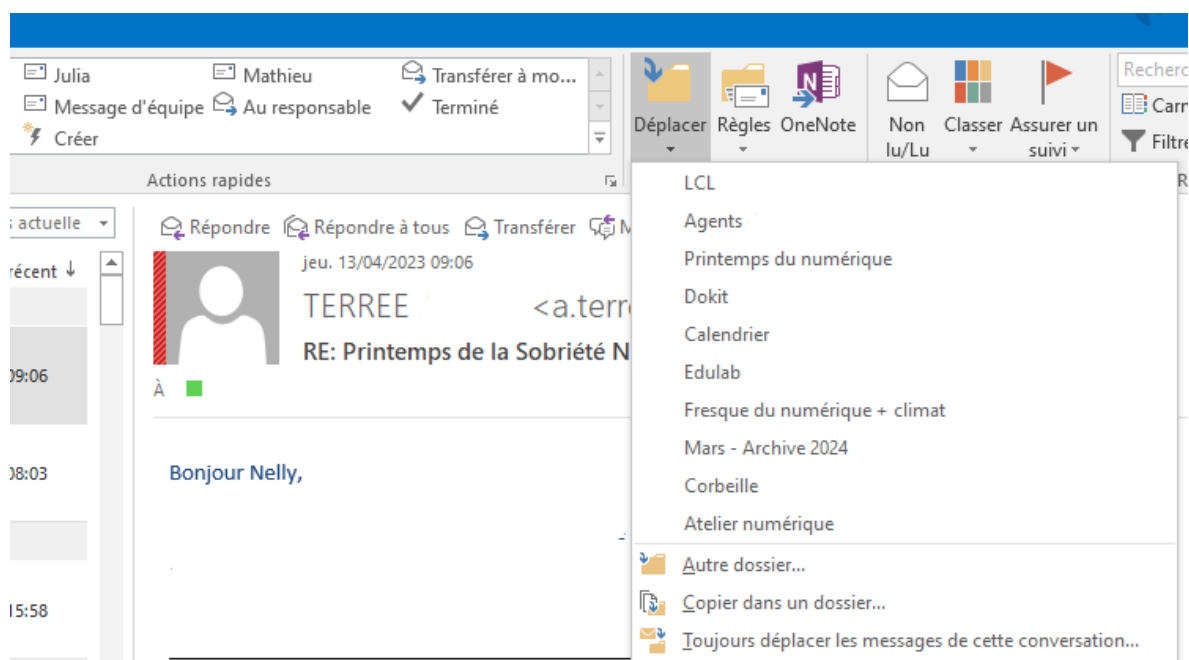 Julia Mathieu Transférer à mo...
Message d'équipe Au responsable Terminé
Créer
Actions rapides
Déplacer Règles OneNote Non lu/Lu Classer Assurer un suivi
Recherc
Carn
Filtre
R
LCL
Agents
Printemps du numérique
Dokit
Calendrier
Edulab
Fresque du numérique + climat
Mars - Archive 2024
Corbeille
Atelier numérique
Autre dossier...
Copier dans un dossier...
Toujours déplacer les messages de cette conversation...
actuelle
récent
09:06
08:03
15:58
Répondre Répondre à tous Transférer M
jeu. 13/04/2023 09:06
TERREE <a.terr
RE: Printemps de la Sobriété N
À
Bonjour Nelly,